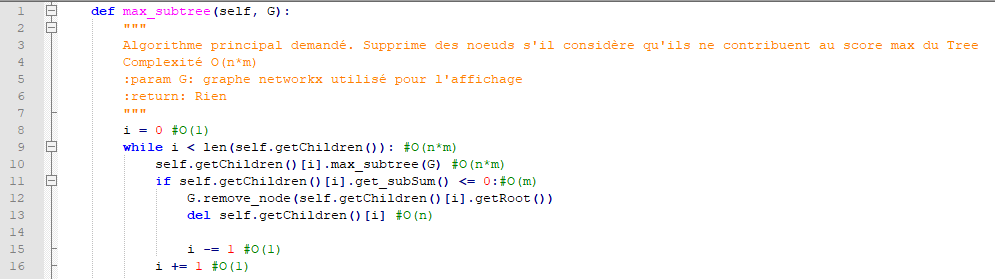 1 def max_subtree(self, G):
2 """
3 Algorithme principal demandé. Supprime des noeuds s'il considère qu'ils ne contribuent au score max du Tree
4 Complexité O(n*m)
5 :param G: graphe networkx utilisé pour l'affichage
6 :return: Rien
7 """
8 i = 0 #O(1)
9 while i < len(self.getChildren()): #O(n*m)
10 self.getChildren()[i].max_subtree(G) #O(n*m)
11 if self.getChildren()[i].get_subSum() <= 0:#O(m)
12 G.remove_node(self.getChildren()[i].getRoot())
13 del self.getChildren()[i] #O(n)
14
15 i -= 1 #O(1)
16 i += 1 #O(1)